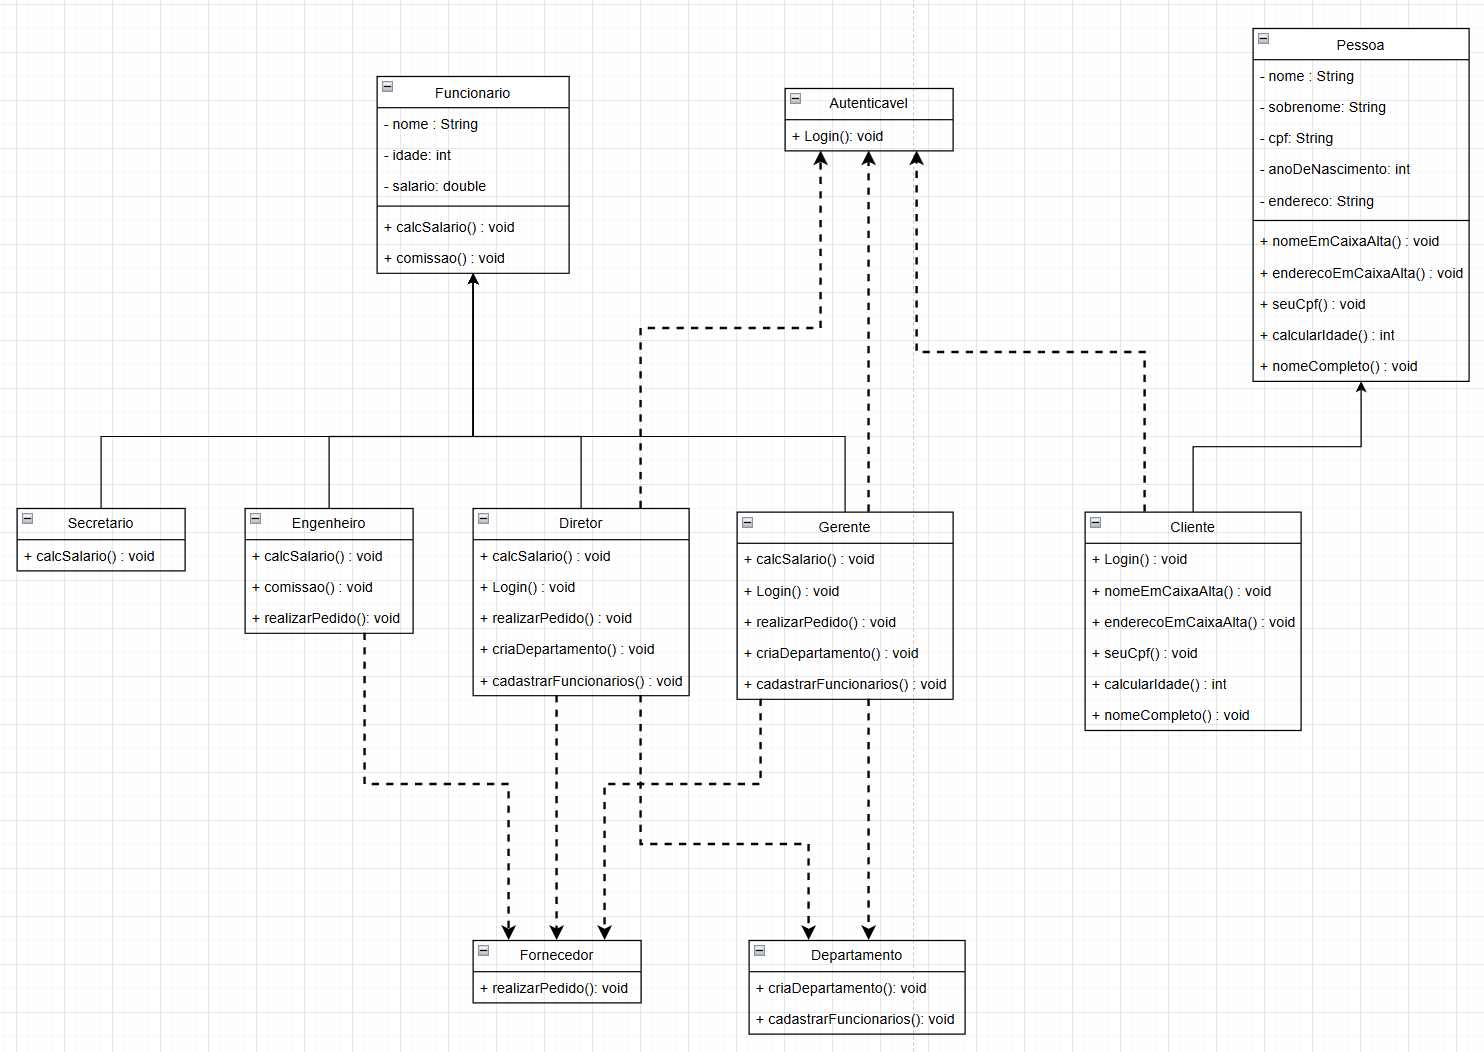 Funcionario
- nome : String
- idade: int
- salario: double
+ calcSalario() : void
+ comissao() : void
Autenticavel
+ Login(): void
Pessoa
- nome : String
- sobrenome: String
- cpf: String
- anoDeNascimento: int
- endereco: String
+ nomeEmCaixaAlta() : void
+ enderecoEmCaixaAlta() : void
+ seuCpf() : void
+ calcularIdade() : int
+ nomeCompleto() : void
Secretario
+ calcSalario() : void
Engenheiro
+ calcSalario() : void
+ comissao() : void
+ realizarPedido(): void
Diretor
+ calcSalario() : void
+ Login() : void
+ realizarPedido() : void
+ criaDepartamento() : void
+ cadastrarFuncionarios() : void
Gerente
+ calcSalario() : void
+ Login() : void
+ realizarPedido() : void
+ criaDepartamento() : void
+ cadastrarFuncionarios() : void
Cliente
+ Login() : void
+ nomeEmCaixaAlta() : void
+ enderecoEmCaixaAlta() : void
+ seuCpf() : void
+ calcularIdade() : int
+ nomeCompleto() : void
Fornecedor
+ realizarPedido(): void
Departamento
+ criaDepartamento(): void
+ cadastrarFuncionarios(): void